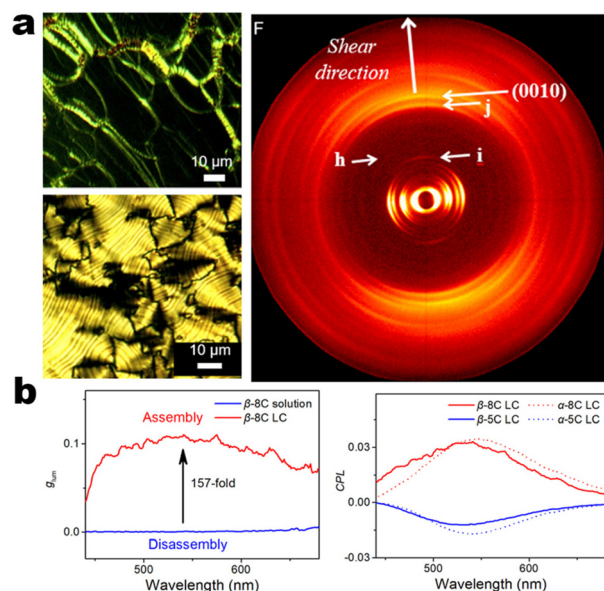 a
10 μm
10 μm
F
Shear
direction
(0010)
j
h
i
b
β-8C solution
β-8C LC
Assembly
157-fold
Disassembly
0.1
0.0
g_lum
500
600
Wavelength (nm)
β-8C LC
α-8C LC
β-5C LC
α-5C LC
0.03
0.00
-0.03
CPL
500
600
Wavelength (nm)